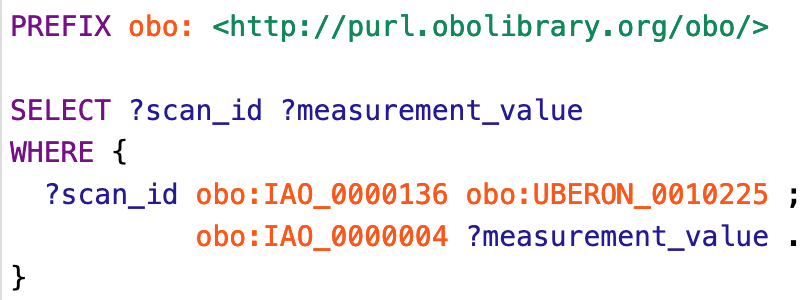 PREFIX obo: <http://purl.obolibrary.org/obo/>
SELECT ?scan_id ?measurement_value
WHERE {
?scan_id obo:IAO_0000136 obo:UBERON_0010225 ;
obo:IAO_0000004 ?measurement_value .
}